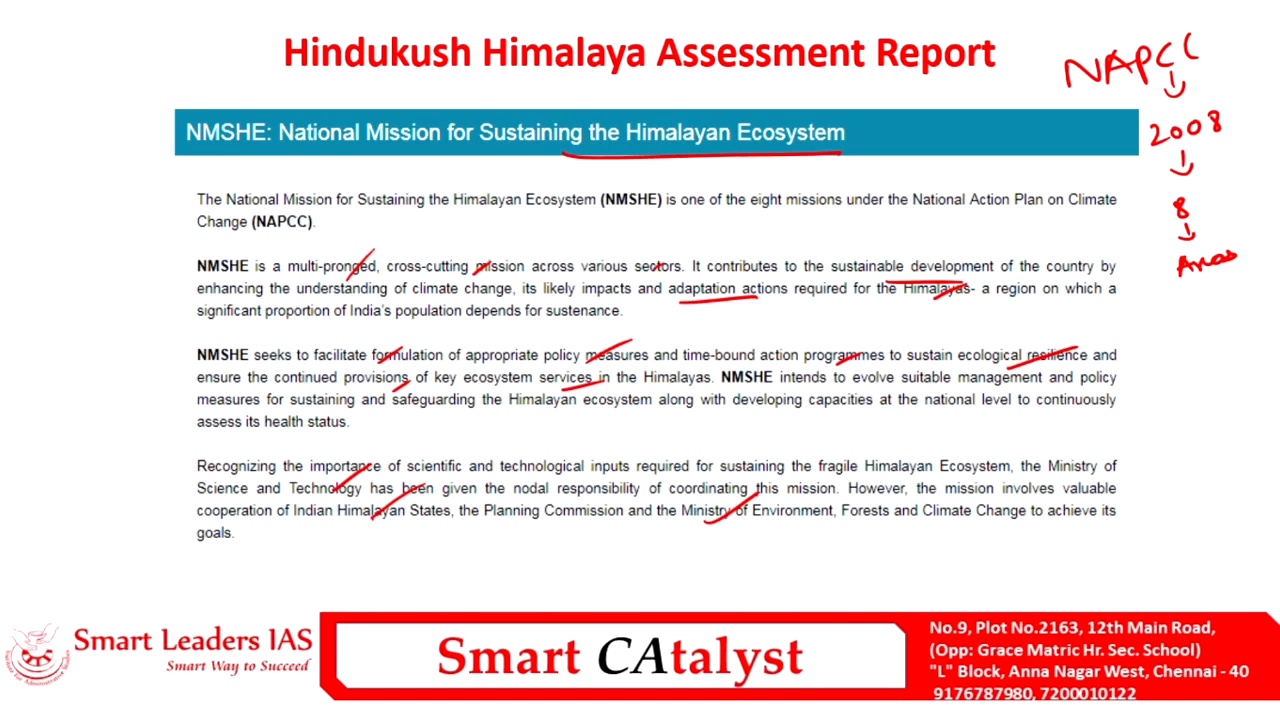 Hindukush Himalaya Assessment Report
NAPCC
2008
8
Areas
NMSHE: National Mission for Sustaining the Himalayan Ecosystem
The National Mission for Sustaining the Himalayan Ecosystem (NMSHE) is one of the eight missions under the National Action Plan on Climate
Change (NAPCC).
NMSHE is a multi-pronged, cross-cutting mission across various sectors. It contributes to the sustainable development of the country by
enhancing the understanding of climate change, its likely impacts and adaptation actions required for the Himalayas- a region on which a
significant proportion of India's population depends for sustenance.
NMSHE seeks to facilitate formulation of appropriate policy measures and time-bound action programmes to sustain ecological resilience and
ensure the continued provisions of key ecosystem services in the Himalayas. NMSHE intends to evolve suitable management and policy
measures for sustaining and safeguarding the Himalayan ecosystem along with developing capacities at the national level to continuously
assess its health status.
Recognizing the importance of scientific and technological inputs required for sustaining the fragile Himalayan Ecosystem, the Ministry of
Science and Technology has been given the nodal responsibility of coordinating this mission. However, the mission involves valuable
cooperation of Indian Himalayan States, the Planning Commission and the Ministry of Environment, Forests and Climate Change to achieve its
goals.
Smart Leaders IAS
Smart Way to Succeed
Smart CAtalyst
No.9, Plot No.2163, 12th Main Road,
(Opp: Grace Matric Hr. Sec. School)
"L" Block, Anna Nagar West, Chennai - 40
9176787980, 7200010122